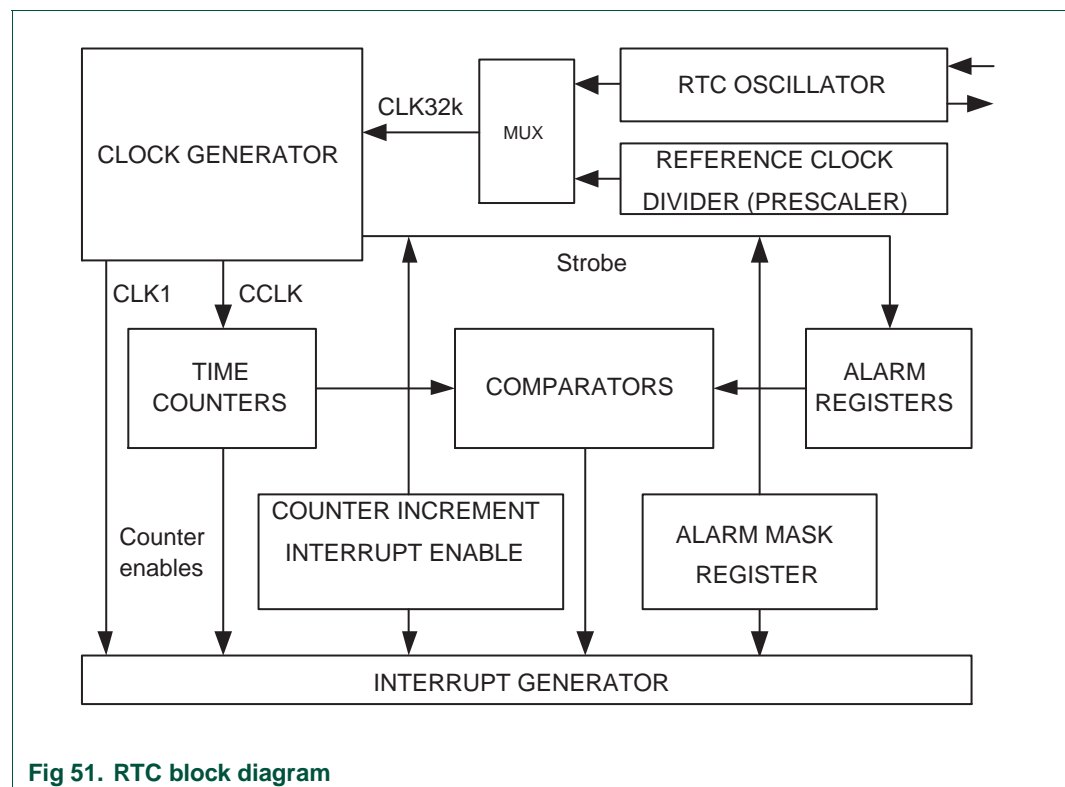 RTC OSCILLATOR
CLK32k
MUX
CLOCK GENERATOR
REFERENCE CLOCK
DIVIDER (PRESCALER)
Strobe
CLK1
CCLK
TIME
COUNTERS
COMPARATORS
ALARM
REGISTERS
Counter
enables
COUNTER INCREMENT
INTERRUPT ENABLE
ALARM MASK
REGISTER
INTERRUPT GENERATOR
Fig 51. RTC block diagram